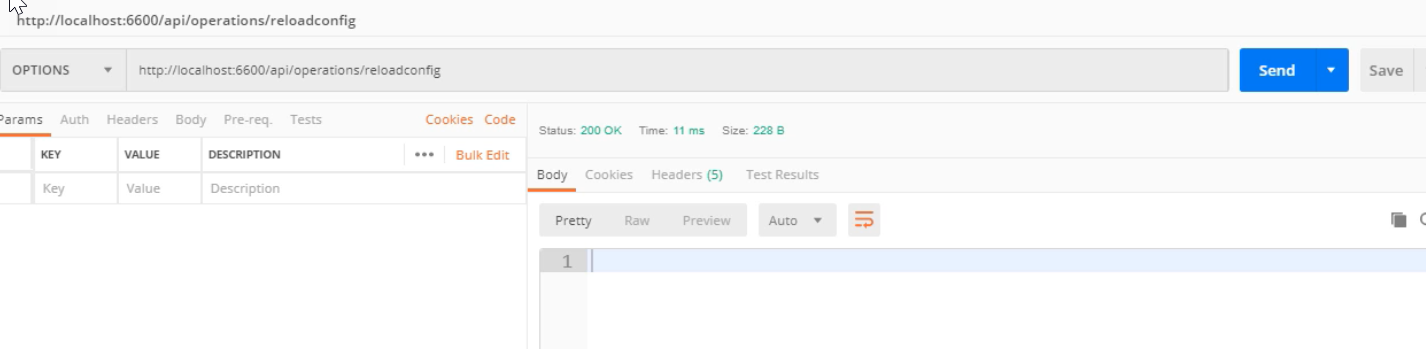 http://localhost:6600/api/operations/reloadconfig
OPTIONS http://localhost:6600/api/operations/reloadconfig Send Save
Params Auth Headers Body Pre-req. Tests Cookies Code
Status: 200 OK Time: 11 ms Size: 228 B
KEY VALUE DESCRIPTION ••• Bulk Edit
Key Value Description
Body Cookies Headers (5) Test Results
Pretty Raw Preview Auto
1